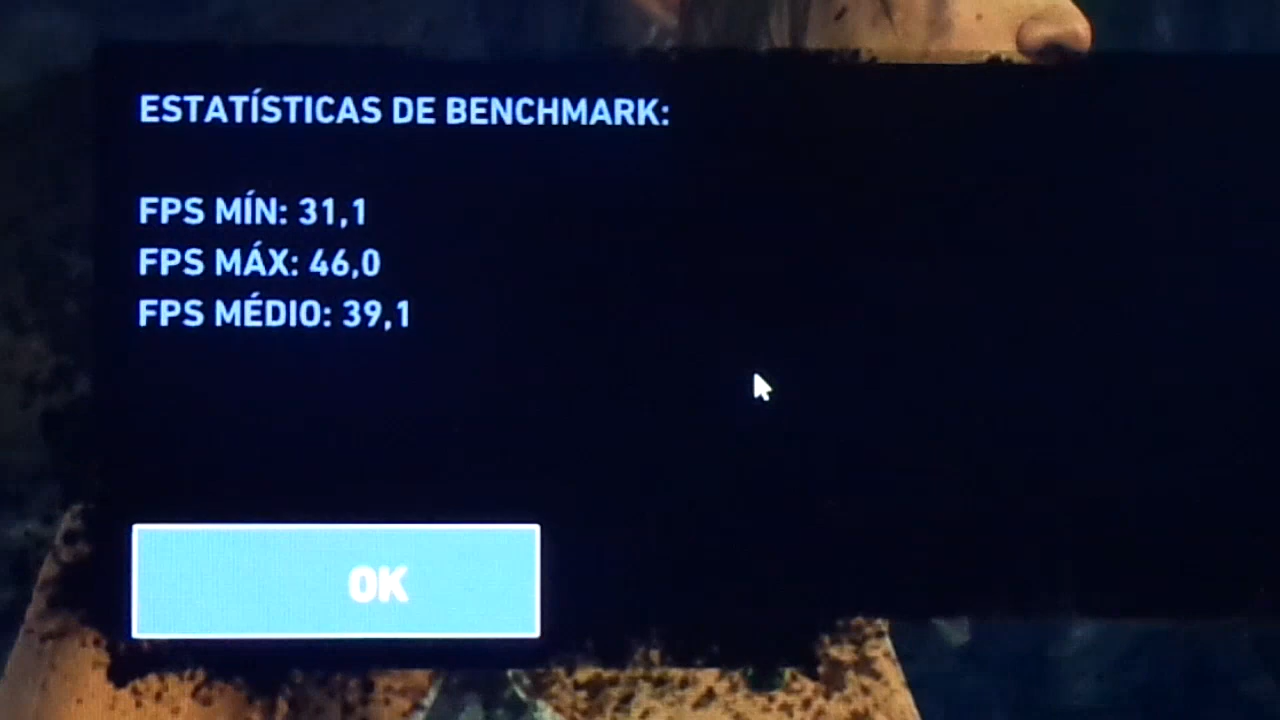 ESTATÍSTICAS DE BENCHMARK:
FPS MÍN: 31,1
FPS MÁX: 46,0
FPS MÉDIO: 39,1
OK